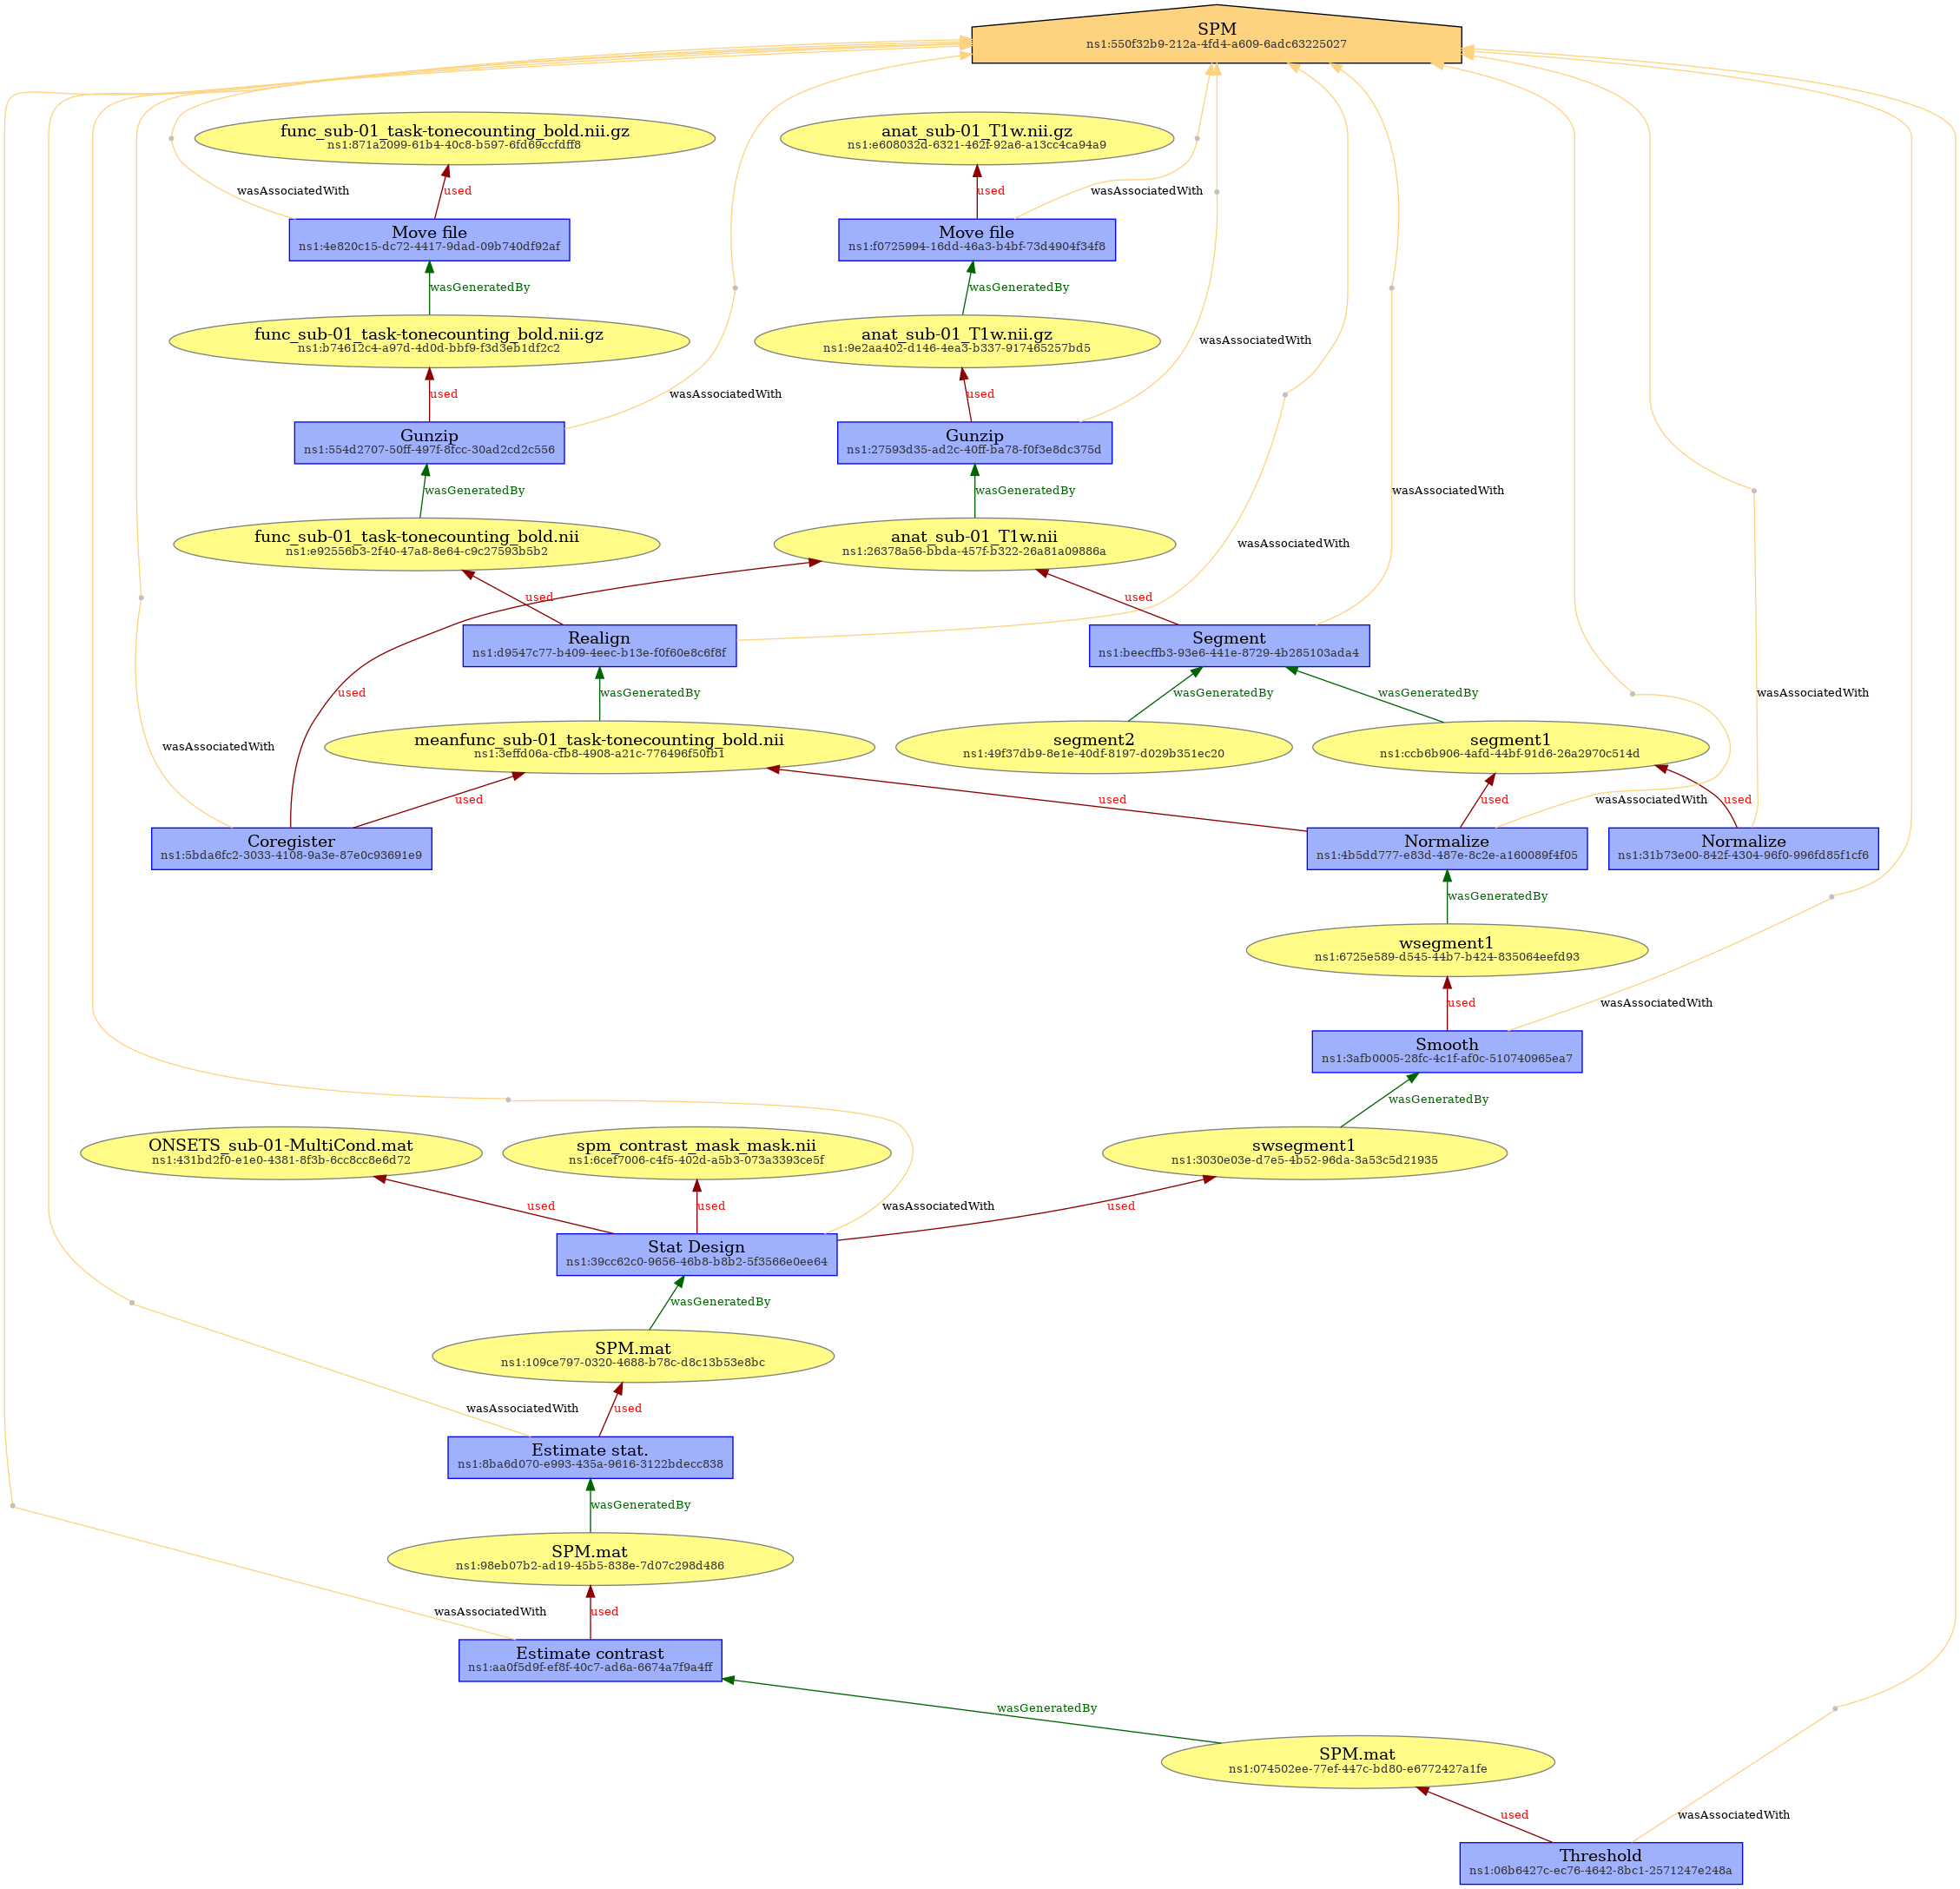 SPM
ns1:550f32b9-212a-4fd4-a609-6adc63225027
func_sub-01_task-tonecounting_bold.nii.gz
ns1:871a2099-61b4-40c8-b597-6fd69ccfdff8
anat_sub-01_T1w.nii.gz
ns1:e608032d-6321-462f-92a6-a13cc4ca94a9
wasAssociatedWith
used
used
wasAssociatedWith
Move file
ns1:4e820c15-dc72-4417-9dad-09b740df92af
Move file
ns1:f0725994-16dd-46a3-b4bf-73d4904f34f8
wasGeneratedBy
wasGeneratedBy
func_sub-01_task-tonecounting_bold.nii.gz
ns1:b74612c4-a97d-4d0d-bbf9-f3d3eb1df2c2
anat_sub-01_T1w.nii.gz
ns1:9e2aa402-d146-4ea3-b337-917465257bd5
wasAssociatedWith
used
wasAssociatedWith
used
Gunzip
ns1:554d2707-50ff-497f-8fcc-30ad2cd2c556
Gunzip
ns1:27593d35-ad2c-40ff-ba78-f0f3e8dc375d
wasGeneratedBy
wasGeneratedBy
wasAssociatedWith
func_sub-01_task-tonecounting_bold.nii
ns1:e92556b3-2f40-47a8-8e64-c9c27593b5b2
anat_sub-01_T1w.nii
ns1:26378a56-bbda-457f-b322-26a81a09886a
wasAssociatedWith
used
used
Realign
ns1:d9547c77-b409-4eec-b13e-f0f60e8c6f8f
Segment
ns1:beecffb3-93e6-441e-8729-4b285103ada4
used
wasGeneratedBy
wasGeneratedBy
wasGeneratedBy
wasAssociatedWith
wasAssociatedWith
meanfunc_sub-01_task-tonecounting_bold.nii
ns1:3effd06a-cfb8-4908-a21c-776496f50fb1
segment2
ns1:49f37db9-8e1e-40df-8197-d029b351ec20
segment1
ns1:ccb6b906-4afd-44bf-91d6-26a2970c514d
used
used
used
wasAssociatedWith
used
Coregister
ns1:5bda6fc2-3033-4108-9a3e-87e0c93691e9
Normalize
ns1:4b5dd777-e83d-487e-8c2e-a160089f4f05
Normalize
ns1:31b73e00-842f-4304-96f0-996fd85f1cf6
wasGeneratedBy
wsegment1
ns1:6725e589-d545-44b7-b424-835064eefd93
used
wasAssociatedWith
Smooth
ns1:3afb0005-28fc-4c1f-af0c-510740965ea7
wasGeneratedBy
ONSETS_sub-01-MultiCond.mat
ns1:431bd2f0-e1e0-4381-8f3b-6cc8cc8e6d72
spm_contrast_mask_mask.nii
ns1:6cef7006-c4f5-402d-a5b3-073a3393ce5f
swsegment1
ns1:3030e03e-d7e5-4b52-96da-3a53c5d21935
used
used
wasAssociatedWith
used
Stat Design
ns1:39cc62c0-9656-46b8-b8b2-5f3566e0ee64
wasGeneratedBy
SPM.mat
ns1:109ce797-0320-4688-b78c-d8c13b53e8bc
wasAssociatedWith
used
Estimate stat.
ns1:8ba6d070-e993-435a-9616-3122bdecc838
wasGeneratedBy
SPM.mat
ns1:98eb07b2-ad19-45b5-838e-7d07c298d486
wasAssociatedWith
used
Estimate contrast
ns1:aa0f5d9f-ef8f-40c7-ad6a-6674a7f9a4ff
wasGeneratedBy
SPM.mat
ns1:074502ee-77ef-447c-bd80-e6772427a1fe
used
wasAssociatedWith
Threshold
ns1:06b6427c-ec76-4642-8bc1-2571247e248a